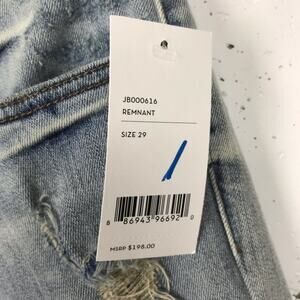 JB000616
REMNANT
SIZE 29
8 86943 96692 0
MSRP $198.00